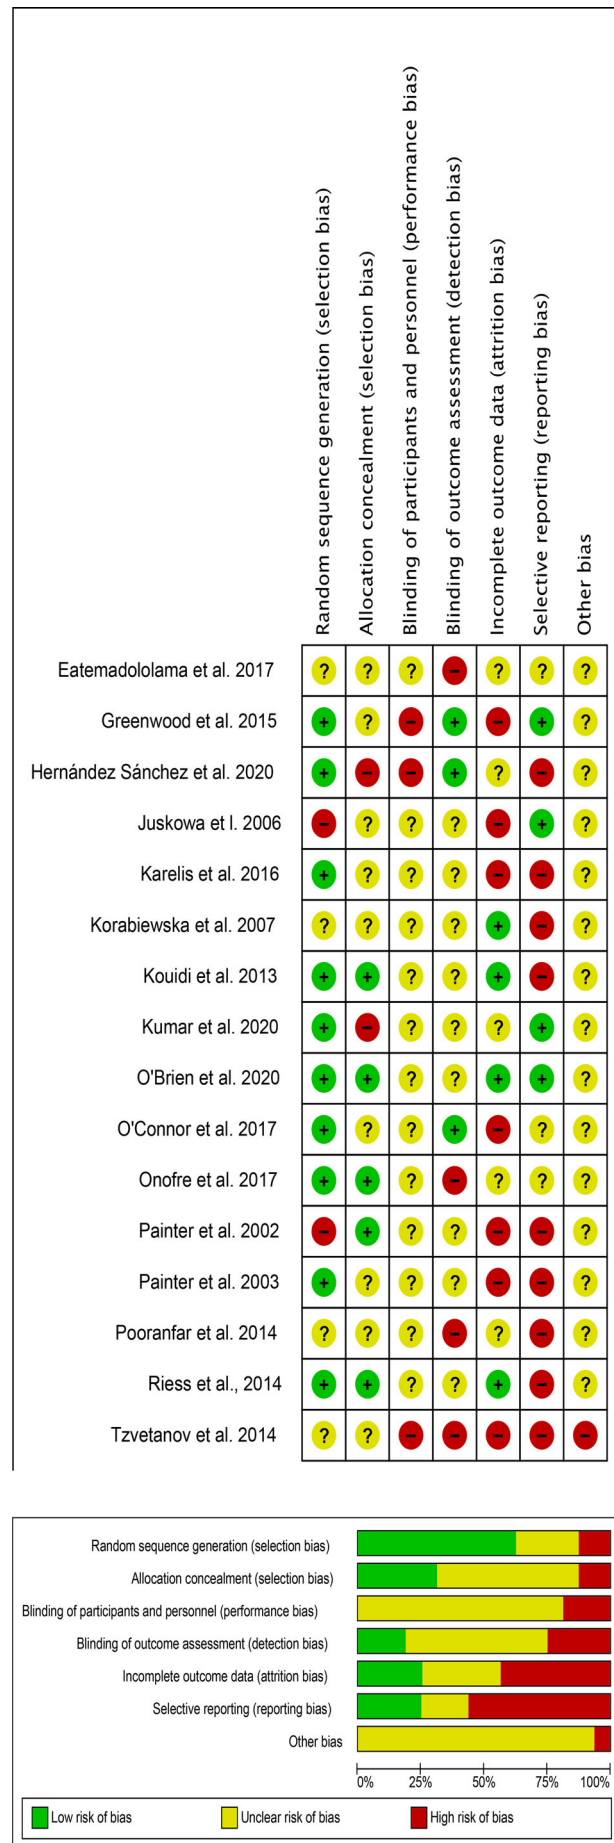 Random sequence generation (selection bias)
Allocation concealment (selection bias)
Blinding of participants and personnel (performance bias)
Blinding of outcome assessment (detection bias)
Incomplete outcome data (attrition bias)
Selective reporting (reporting bias)
Other bias
Eatemadololama et al. 2017 ? ? ? - ? ? ?
Greenwood et al. 2015 + ? - + - + ?
Hernández Sánchez et al. 2020 + - - + ? - ?
Juskowa et l. 2006 - ? ? ? - + ?
Karelis et al. 2016 + ? ? ? - - ?
Korabiewska et al. 2007 ? ? ? ? + - ?
Kouidi et al. 2013 + + ? ? + - ?
Kumar et al. 2020 + - ? ? ? + ?
O'Brien et al. 2020 + + ? ? + + ?
O'Connor et al. 2017 + ? ? + - ? ?
Onofre et al. 2017 + + ? - ? ? ?
Painter et al. 2002 - + ? ? - - ?
Painter et al. 2003 + ? ? ? - - ?
Pooranfar et al. 2014 ? ? ? - ? - ?
Riess et al., 2014 + + ? ? + - ?
Tzvetanov et al. 2014 ? ? - - - - -
Random sequence generation (selection bias)
Allocation concealment (selection bias)
Blinding of participants and personnel (performance bias)
Blinding of outcome assessment (detection bias)
Incomplete outcome data (attrition bias)
Selective reporting (reporting bias)
Other bias
0% 25% 50% 75% 100%
Low risk of bias Unclear risk of bias High risk of bias